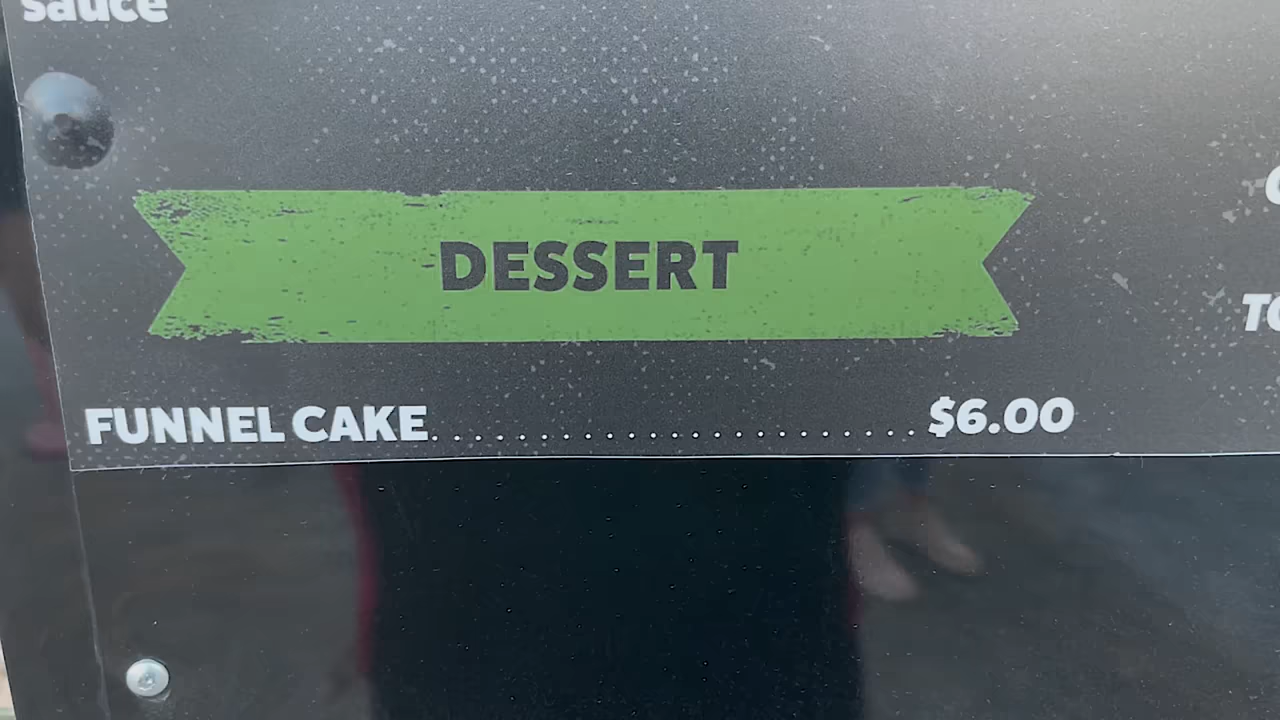 sauce
DESSERT
FUNNEL CAKE. . . . . . . . . . . . . . . . . . . . . . $6.00